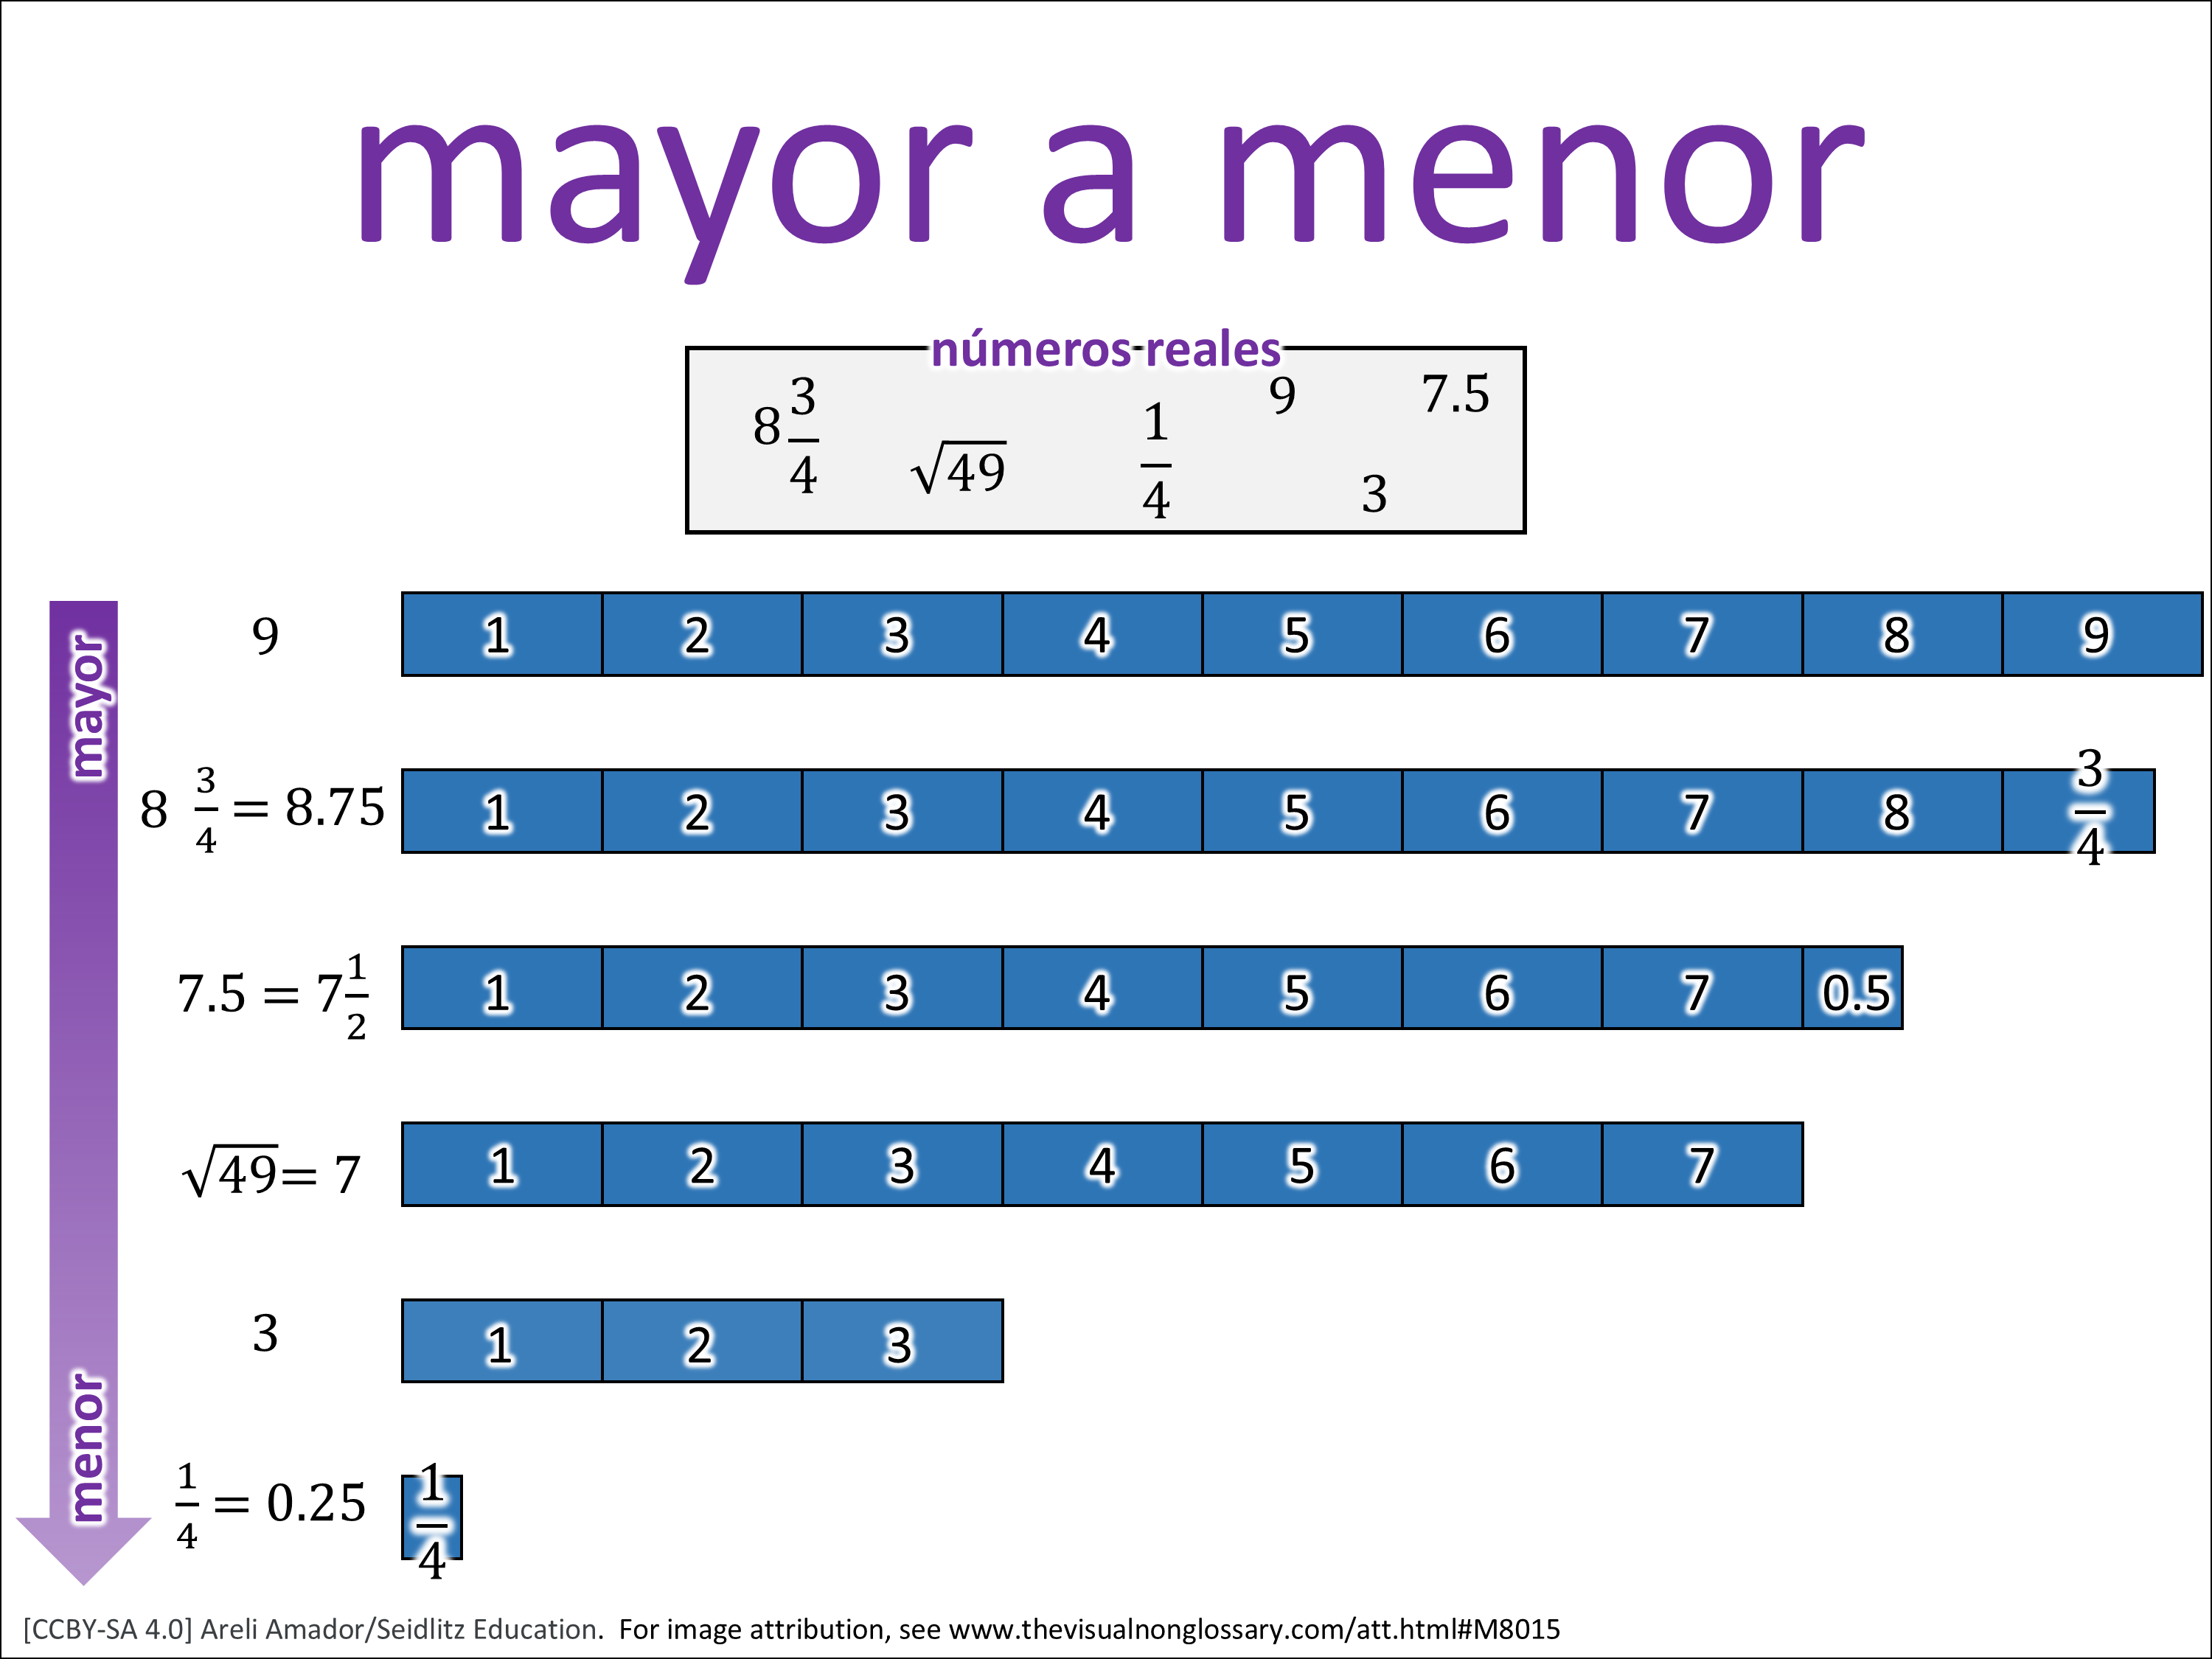 mayor a menor
números reales
8 3/4 √49 1/4 9 3 7.5
mayor
9 1 2 3 4 5 6 7 8 9
8 3/4 = 8.75 1 2 3 4 5 6 7 8 3/4
7.5 = 7 1/2 1 2 3 4 5 6 7 0.5
√49= 7 1 2 3 4 5 6 7
3 1 2 3
menor
1/4 = 0.25 1/4
[CCBY-SA 4.0] Areli Amador/Seidlitz Education. For image attribution, see www.thevisualnonglossary.com/att.html#M8015